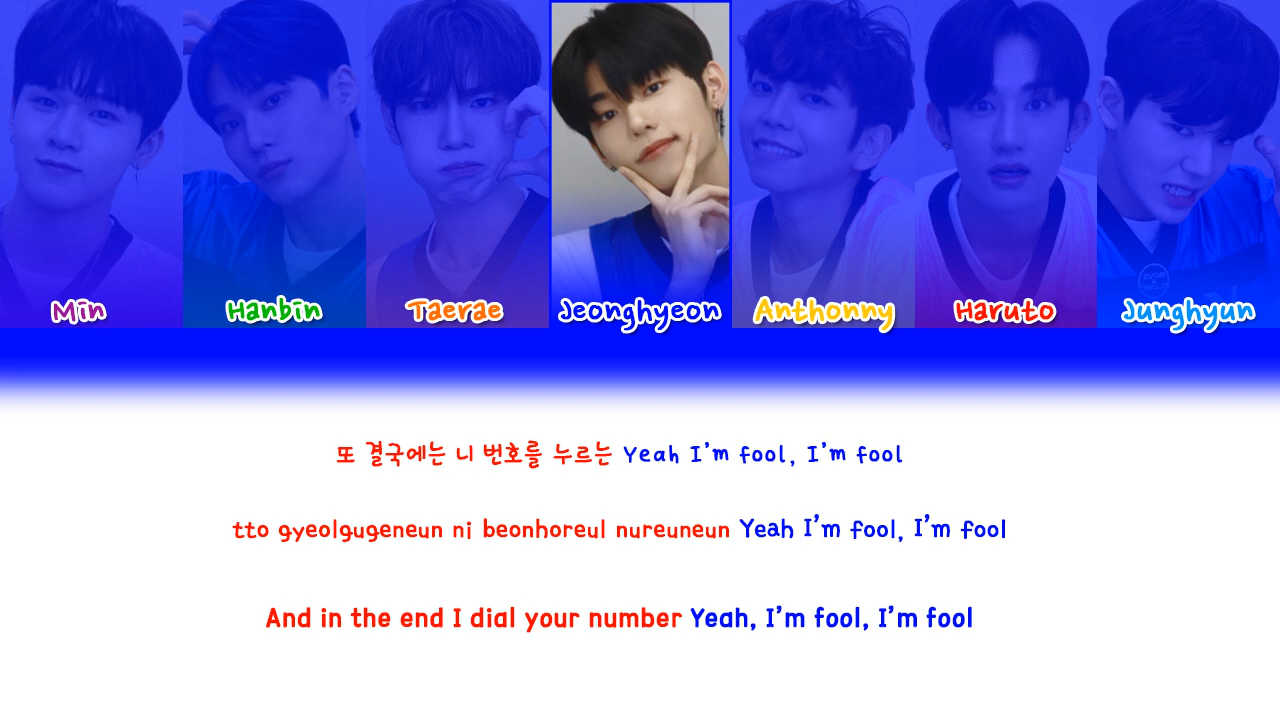 Min Hanbin Taerae Jeonghyeon Anthonny Haruto Junghyun
또 결국에는 니 번호를 누르는 Yeah I'm fool, I'm fool
tto gyeolgugeneun ni beonhoreul nureuneun Yeah I'm fool, I'm fool
And in the end I dial your number Yeah, I'm fool, I'm fool